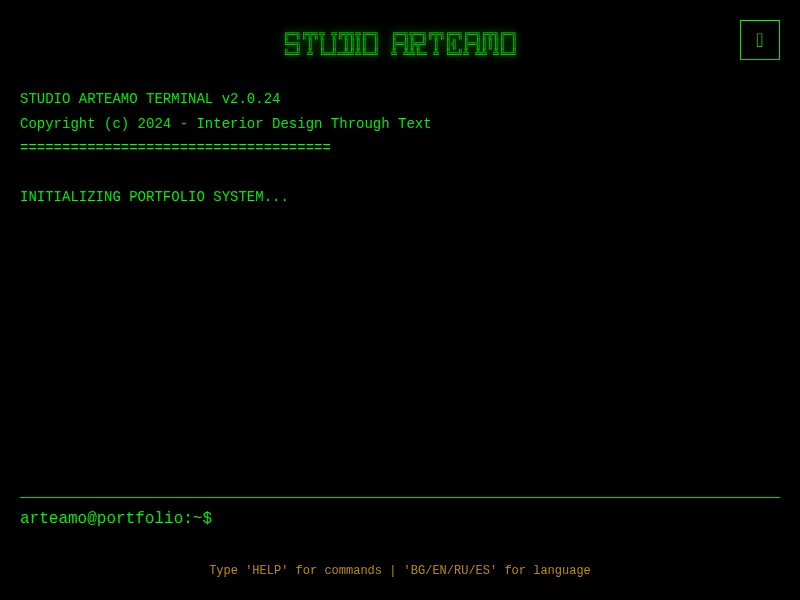 STUDIO ARTEAMO
STUDIO ARTEAMO TERMINAL v2.0.24
Copyright (c) 2024 - Interior Design Through Text
=====================================
INITIALIZING PORTFOLIO SYSTEM...
arteamo@portfolio:~$
Type 'HELP' for commands | 'BG/EN/RU/ES' for language